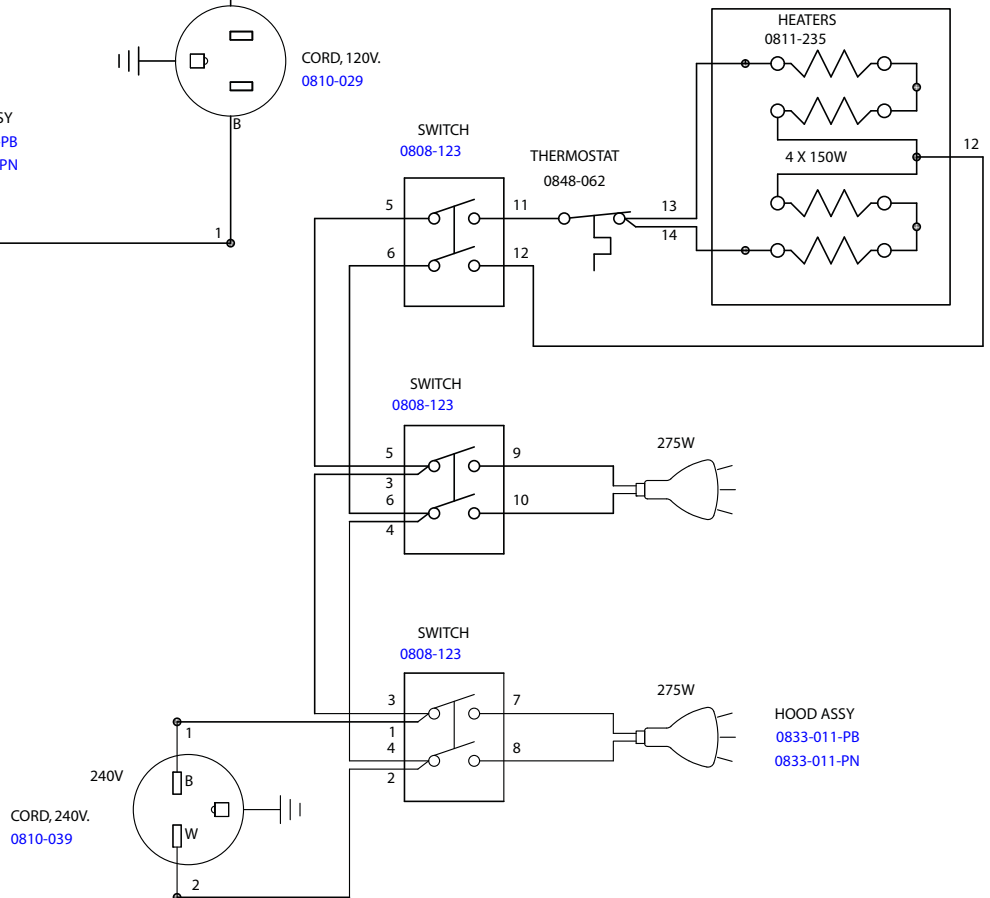 CORD, 120V.
0810-029
B
1
SY
PB
PN
SWITCH
0808-123
5
11
6
12
THERMOSTAT
0848-062
13
14
HEATERS
0811-235
4 X 150W
12
SWITCH
0808-123
5
9
3
6
10
4
275W
SWITCH
0808-123
3
7
1
4
8
2
275W
HOOD ASSY
0833-011-PB
0833-011-PN
1
240V
B
CORD, 240V.
W
0810-039
2